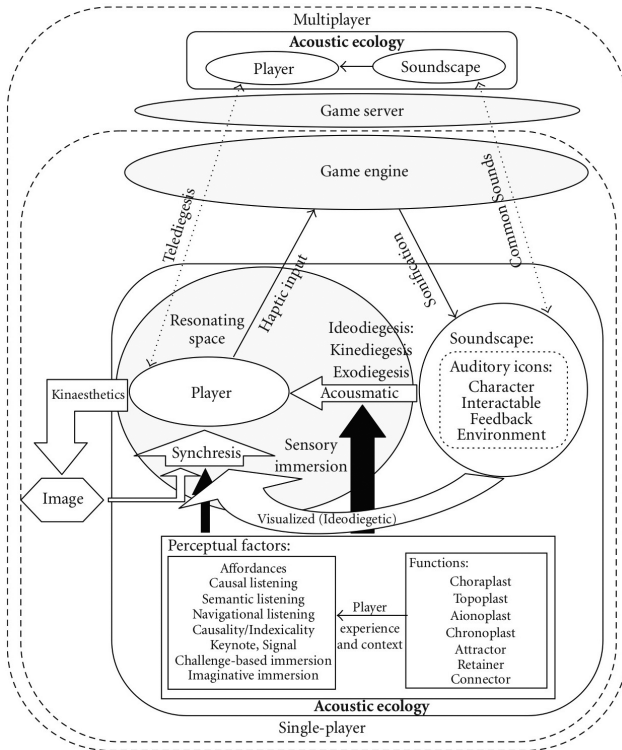 Multiplayer
Acoustic ecology
Player
Soundscape
Game server
Game engine
Telediegesis
Haptic input
Sonification
Common Sounds
Resonating
space
Ideodiegesis:
Kinediegesis
Exodiegesis
Acousmatic
Soundscape:
Auditory icons:
Character
Interactable
Feedback
Environment
Kinaesthetics
Player
Synchresis
Sensory
immersion
Image
Visualized (Ideodiegetic)
Perceptual factors:
Affordances
Causal listening
Semantic listening
Navigational listening
Causality/Indexicality
Keynote, Signal
Challenge-based immersion
Imaginative immersion
Player
experience
and context
Functions:
Choraplast
Topoplast
Aionoplast
Chronoplast
Attractor
Retainer
Connector
Acoustic ecology
Single-player